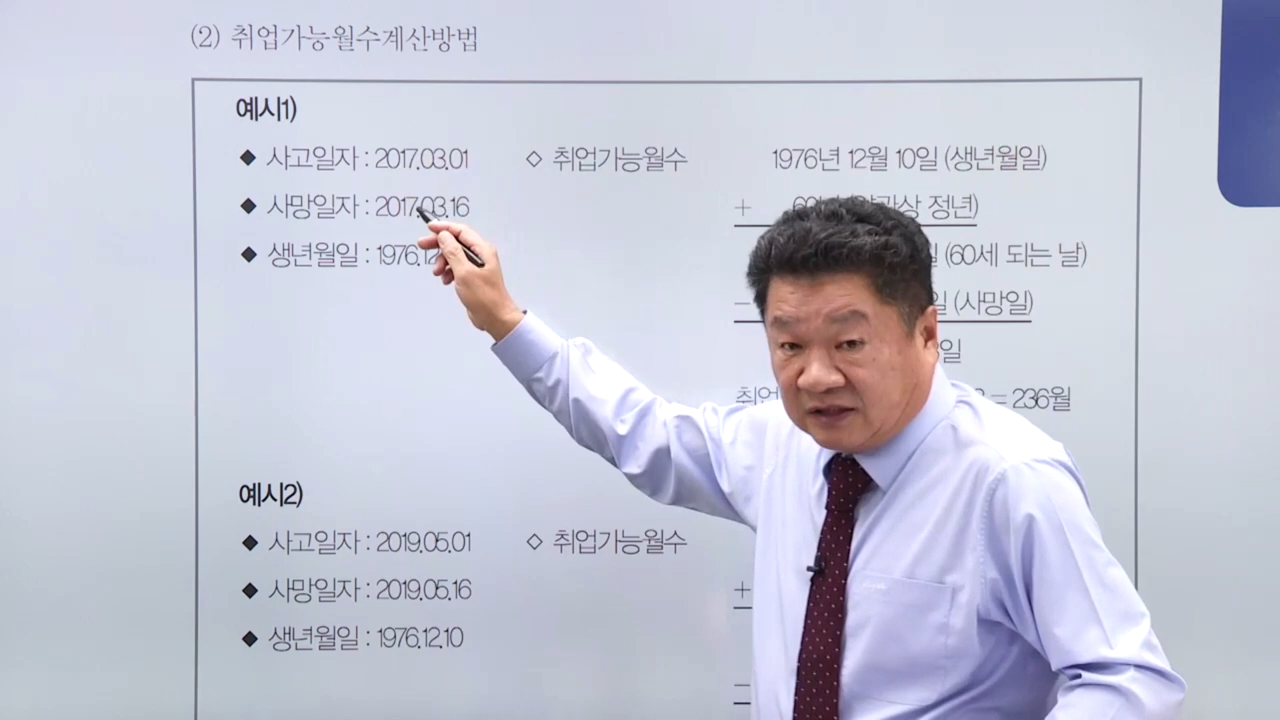 (2) 취업가능월수계산방법
예시1)
◆ 사고일자 : 2017.03.01 ◇ 취업가능월수 1976년 12월 10일 (생년월일)
◆ 사망일자 : 2017.03.16 + 정년)
◆ 생년월일 : 1976.12 (60세 되는 날)
− (사망일)
일
= 236월
예시2)
◆ 사고일자 : 2019.05.01 ◇ 취업가능월수
◆ 사망일자 : 2019.05.16 +
◆ 생년월일 : 1976.12.10
−